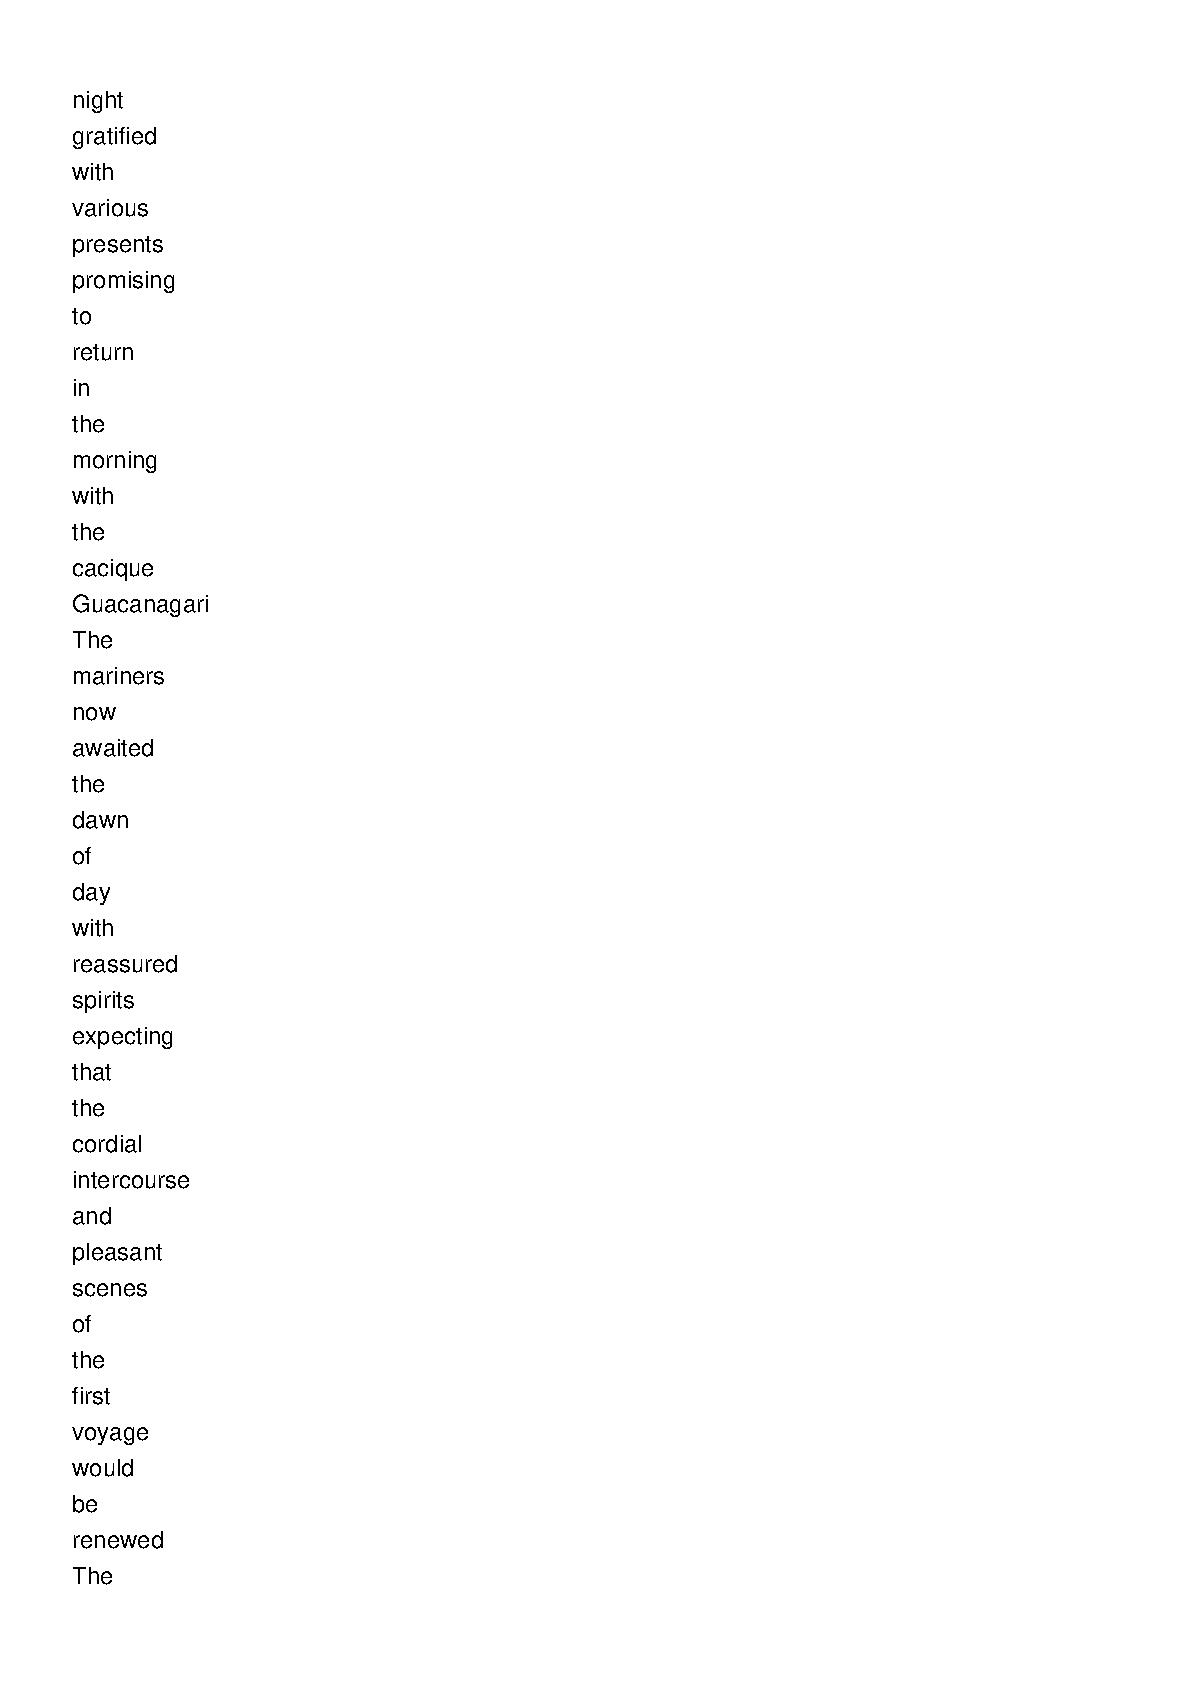 night
gratified
with
various
presents
promising
to
return
in
the
morning
with
the
cacique
Guacanagari
The
mariners
now
awaited
the
dawn
of
day
with
reassured
spirits
expecting
that
the
cordial
intercourse
and
pleasant
scenes
of
the
first
voyage
would
be
renewed
The